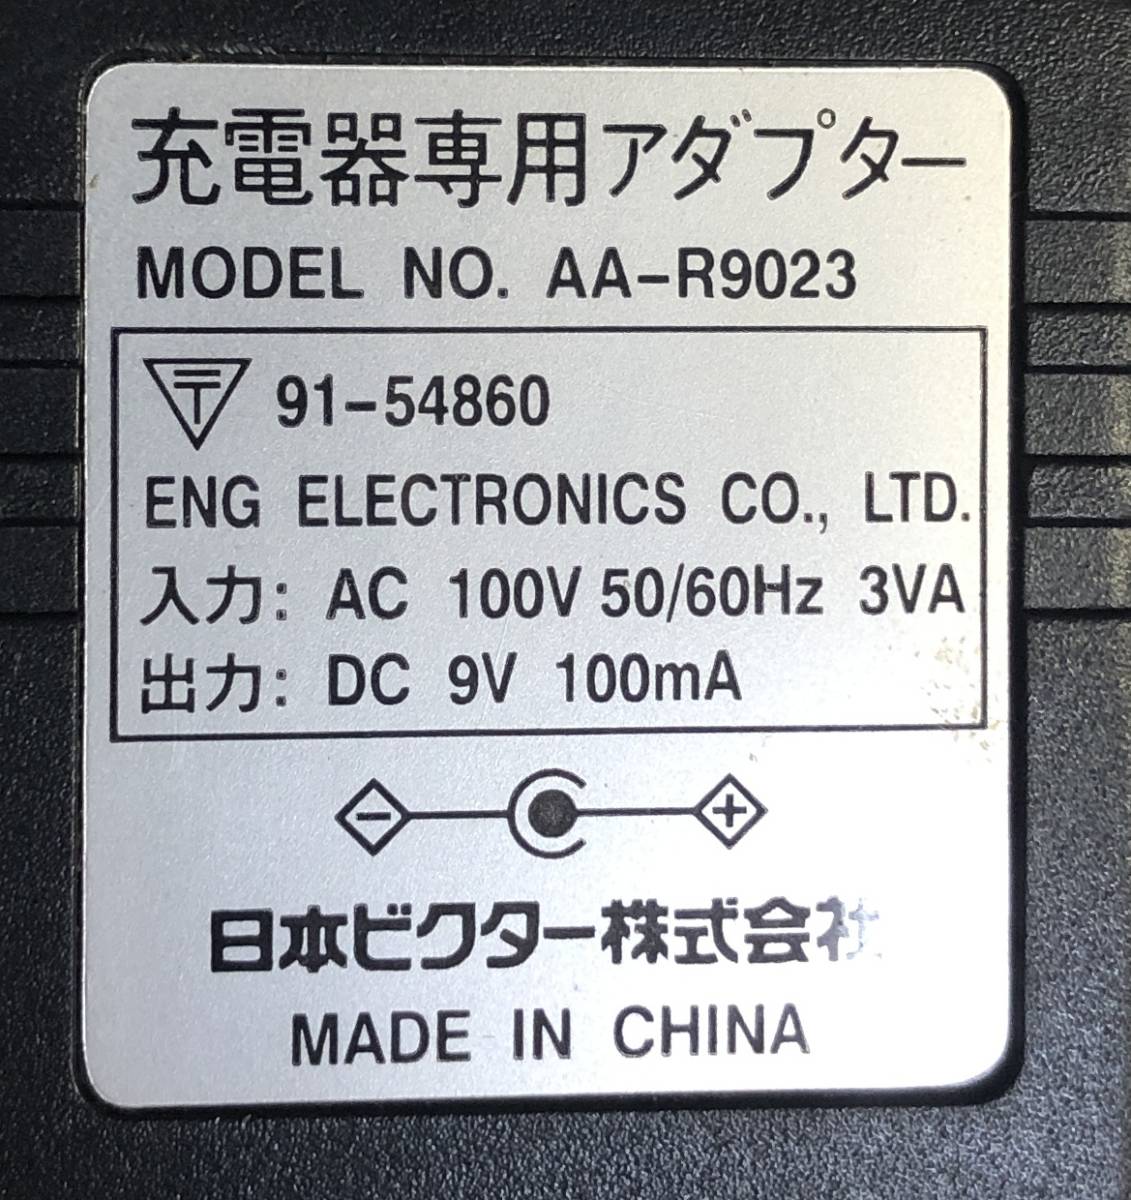 充電器専用アダプター
MODEL NO. AA-R9023
91-54860
ENG ELECTRONICS CO., LTD.
入力: AC 100V 50/60Hz 3VA
出力: DC 9V 100mA
日本ビクター株式会社
MADE IN CHINA